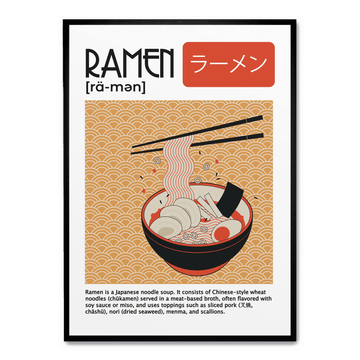 RAMEN
ラーメン
[rä-mən]
Ramen is a Japanese noodle soup. It consists of Chinese-style wheat
noodles (chūkamen) served in a meat-based broth, often flavored with
soy sauce or miso, and uses toppings such as sliced pork (叉焼,
chāshū), nori (dried seaweed), menma, and scallions.